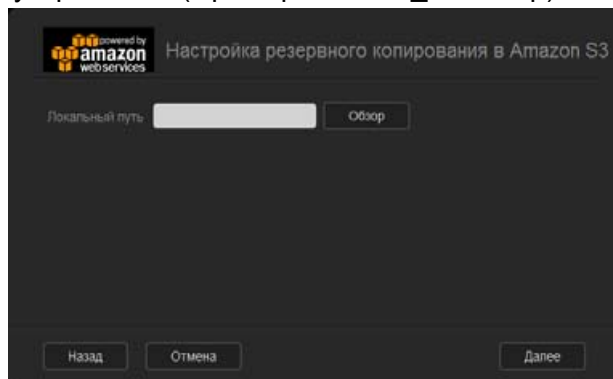 powered by
amazon
webservices
Настройка резервного копирования в Amazon S3
Локальный путь
Обзор
Назад
Отмена
Далее